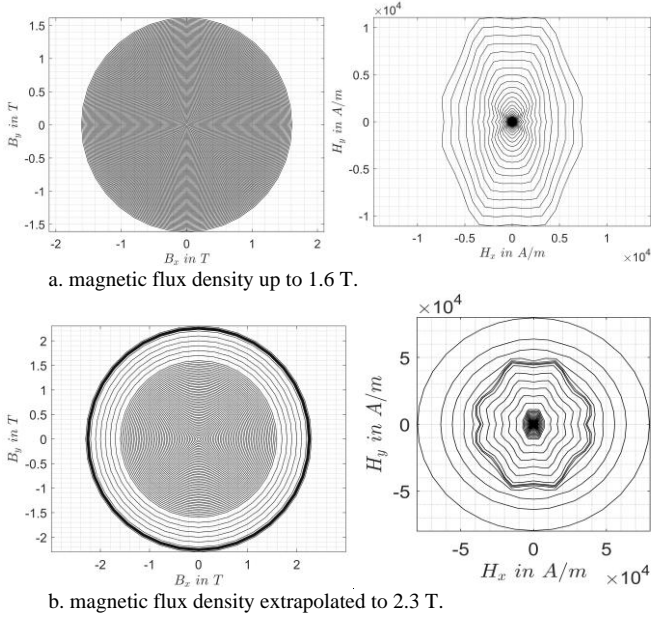 1.5
1
0.5
0
-0.5
-1
-1.5
B_y in T
-2 -1 0 1 2
B_x in T
×10^4
1
0.5
0
-0.5
-1
H_y in A/m
-1 -0.5 0 0.5 1
H_x in A/m ×10^4
a. magnetic flux density up to 1.6 T.
2
1.5
1
0.5
0
-0.5
-1
-1.5
-2
B_y in T
-2 -1 0 1 2
B_x in T
×10^4
5
0
-5
H_y in A/m
-5 0 5
H_x in A/m ×10^4
b. magnetic flux density extrapolated to 2.3 T.